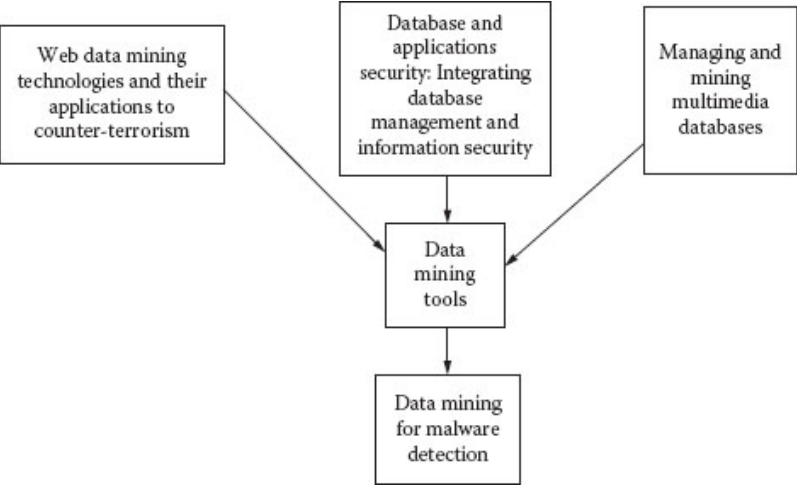 Web data mining
technologies and their
applications to
counter-terrorism
Database and
applications
security: Integrating
database
management and
information security
Managing and
mining
multimedia
databases
Data
mining
tools
Data mining
for malware
detection